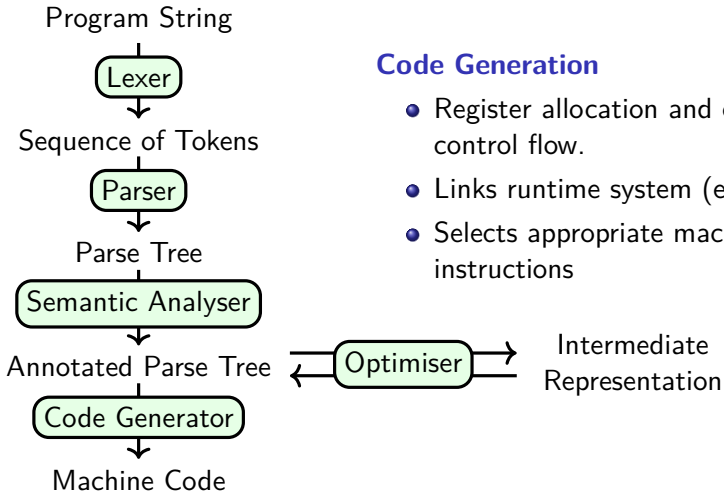 Program String
Lexer
Sequence of Tokens
Parser
Parse Tree
Semantic Analyser
Annotated Parse Tree
Code Generator
Machine Code
Optimiser
Intermediate
Representation
Code Generation
Register allocation and
control flow.
Links runtime system
Selects appropriate
instructions